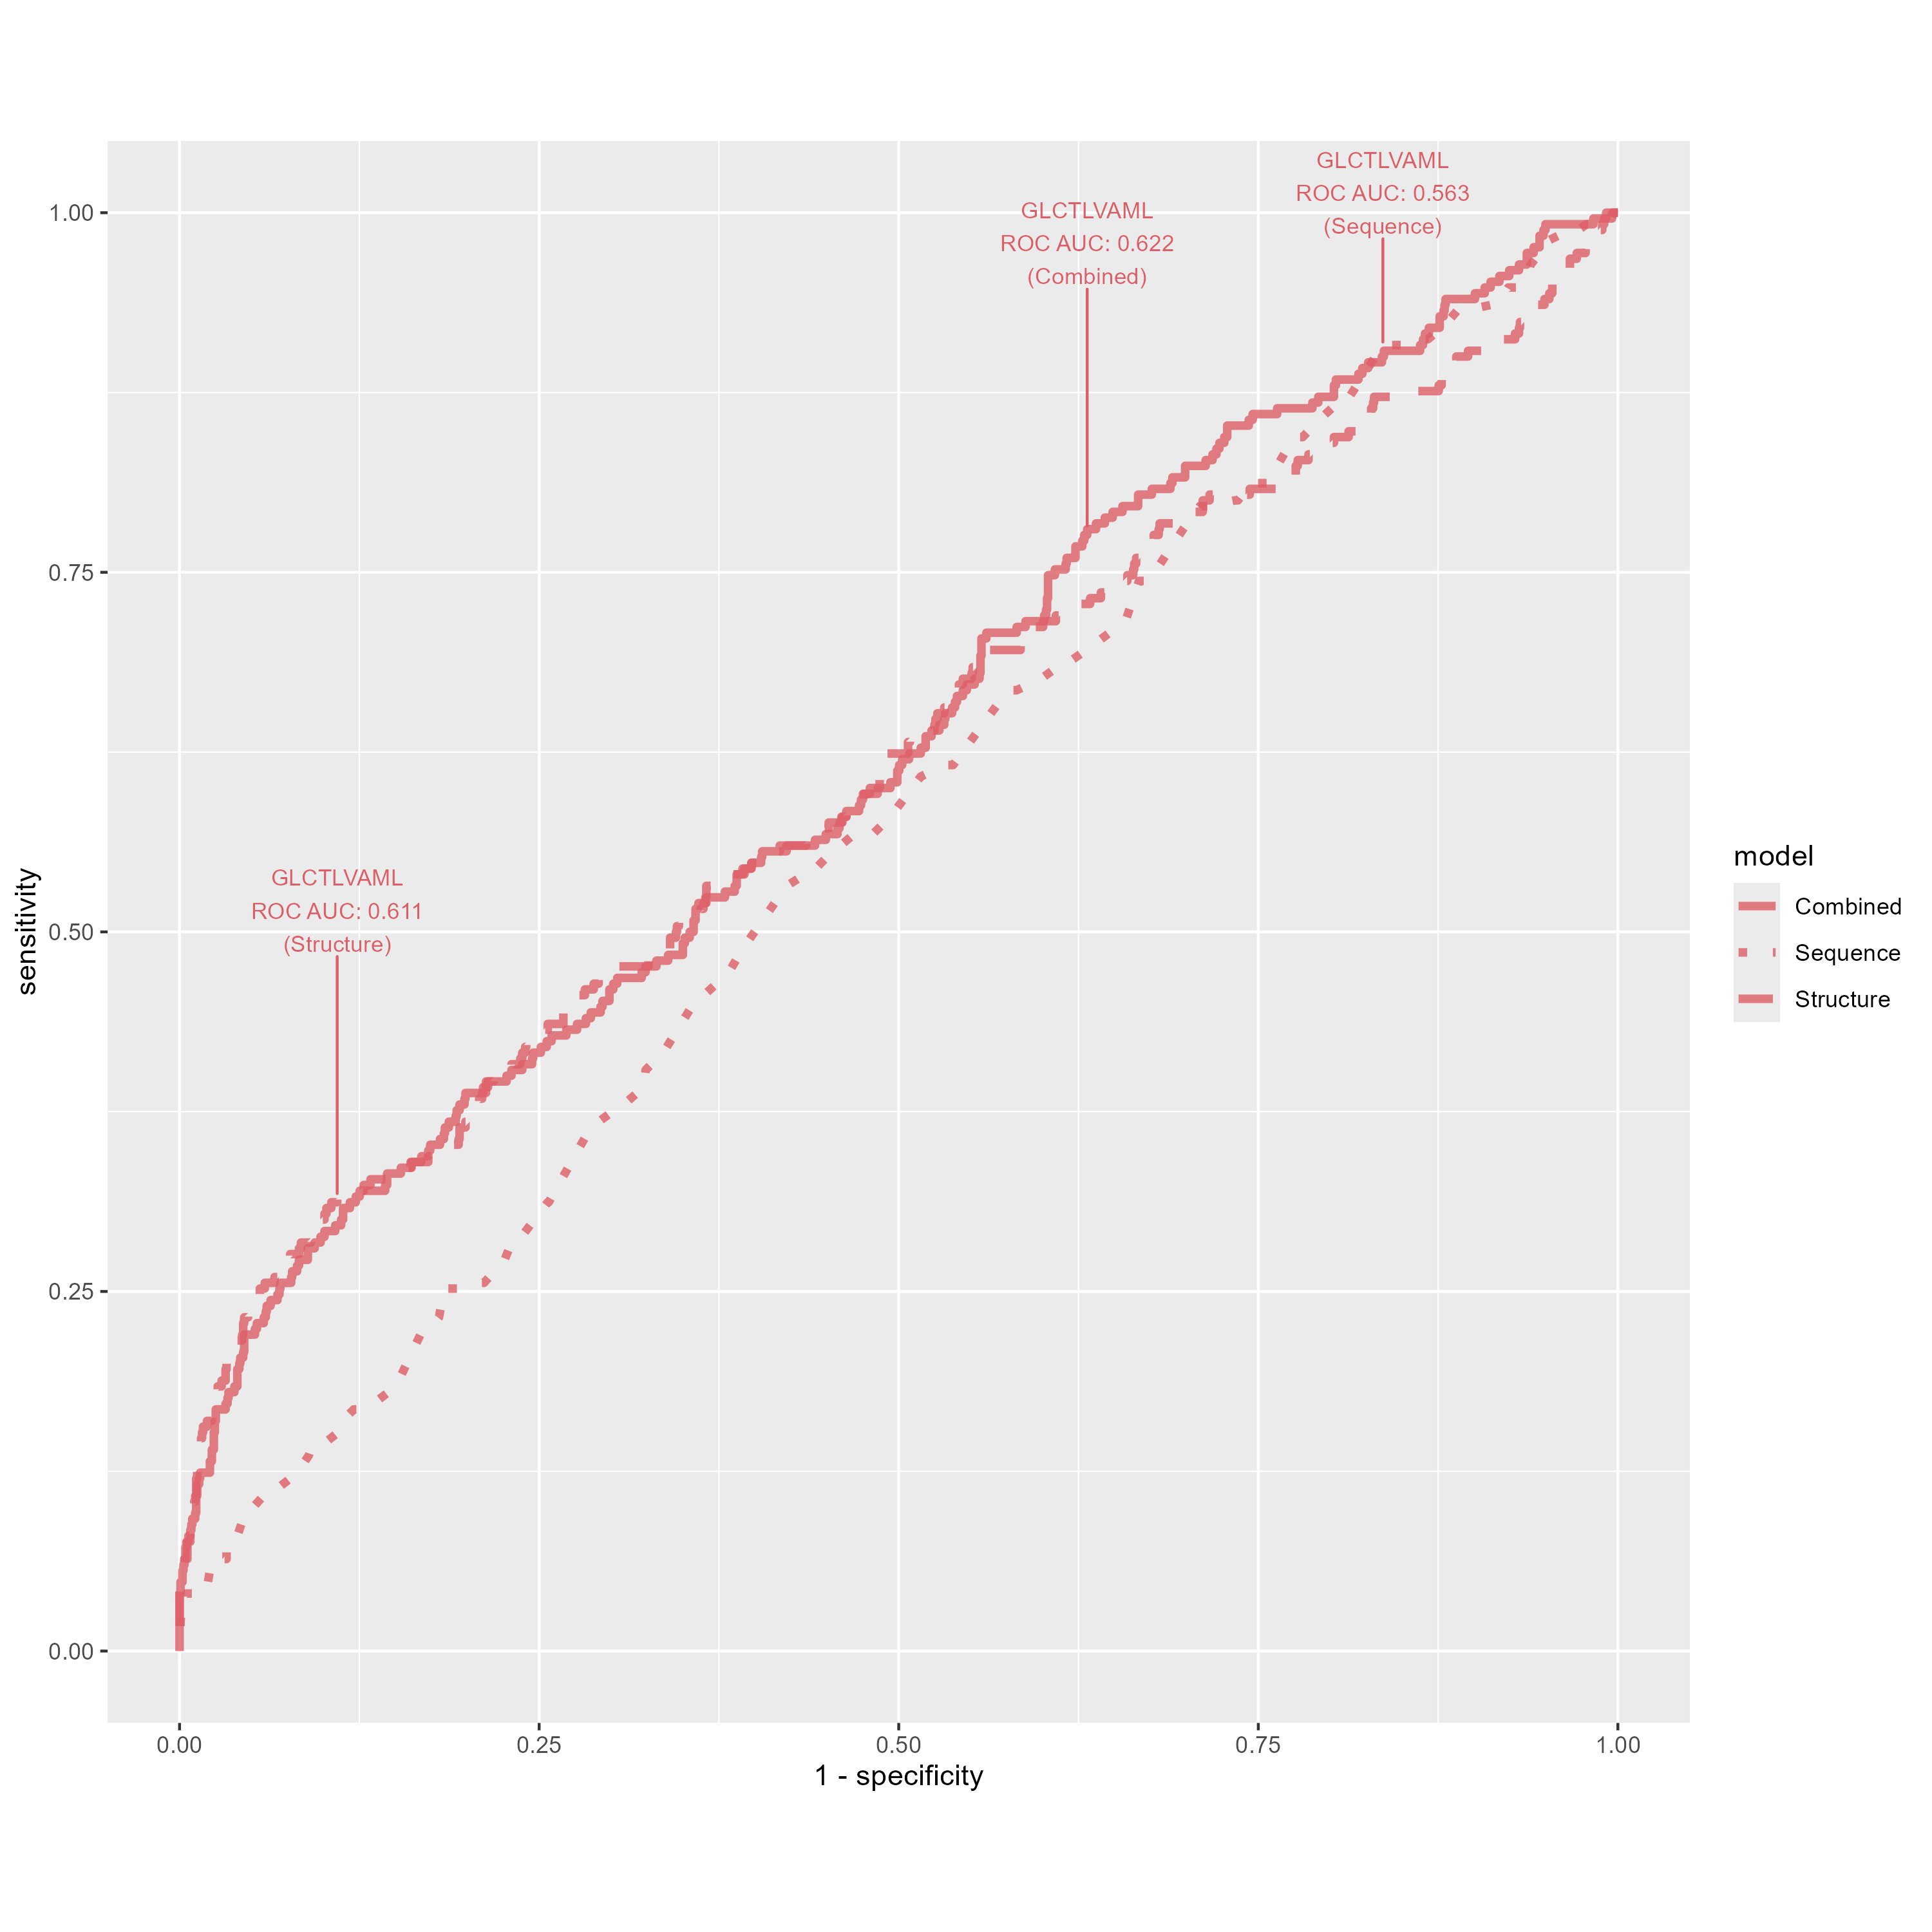 GLCTLVAML
ROC AUC: 0.563
(Sequence)
GLCTLVAML
ROC AUC: 0.622
(Combined)
GLCTLVAML
ROC AUC: 0.611
(Structure)
1.00
0.75
0.50
0.25
0.00
sensitivity
0.00
0.25
0.50
0.75
1.00
1 - specificity
model
Combined
Sequence
Structure